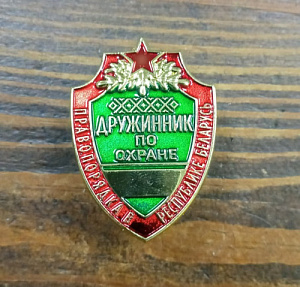 ДРУЖИННИК
ПО
ОХРАНЕ
ПРАВОПОРЯДКА В
РЕСПУБЛИКЕ БЕЛАРУСЬ